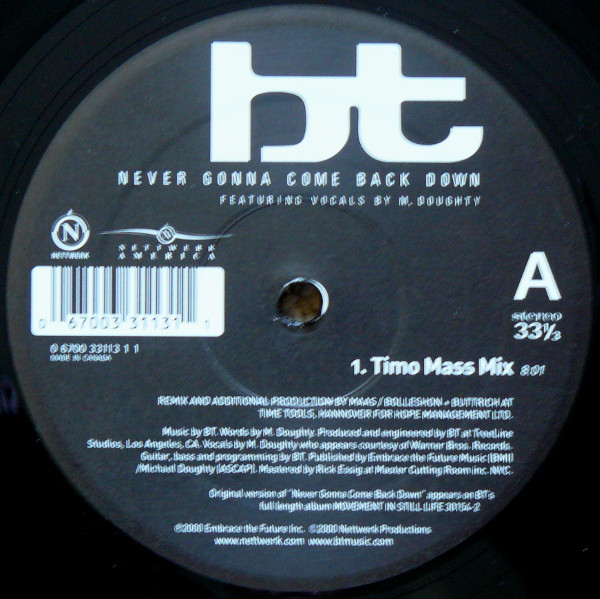 bt
NEVER GONNA COME BACK DOWN
FEATURING VOCALS BY M. DOUGHTY
N
NETTWERK
NETTWERK
AMERICA
A
stereo
33⅓
0 67003 31131 1
0 6700 33113 1 1
MADE IN CANADA
1. Timo Mass Mix 8:01
REMIX AND ADDITIONAL PRODUCTION BY MAAS / BOLLESHON + BUTTRICH AT
TIME TOOLS, HANNOVER FOR HOPE MANAGEMENT LTD.
Music by BT. Words by M. Doughty. Produced and engineered by BT at TreeLine
Studios, Los Angeles, CA. Vocals by M. Doughty who appears courtesy of Warner Bros. Records.
Guitar, bass and programming by BT. Published by Embrace the Future Music (BMI)
/Michael Doughty (ASCAP). Mastered by Rick Essig at Master Cutting Room inc. NYC.
Original version of "Never Gonna Come Back Down" appears on BT's
full length album MOVEMENT IN STILL LIFE 30154-2
℗2000 Embrace the Future Inc. ©2000 Nettwerk Productions
www.nettwerk.com www.btmusic.com